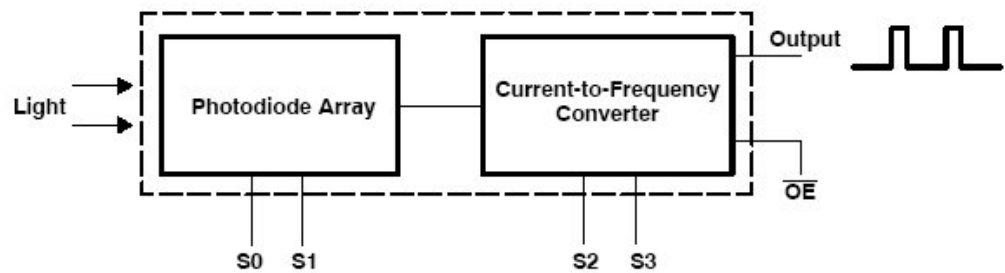 Light
Photodiode Array
Current-to-Frequency
Converter
Output
OE
S0
S1
S2
S3